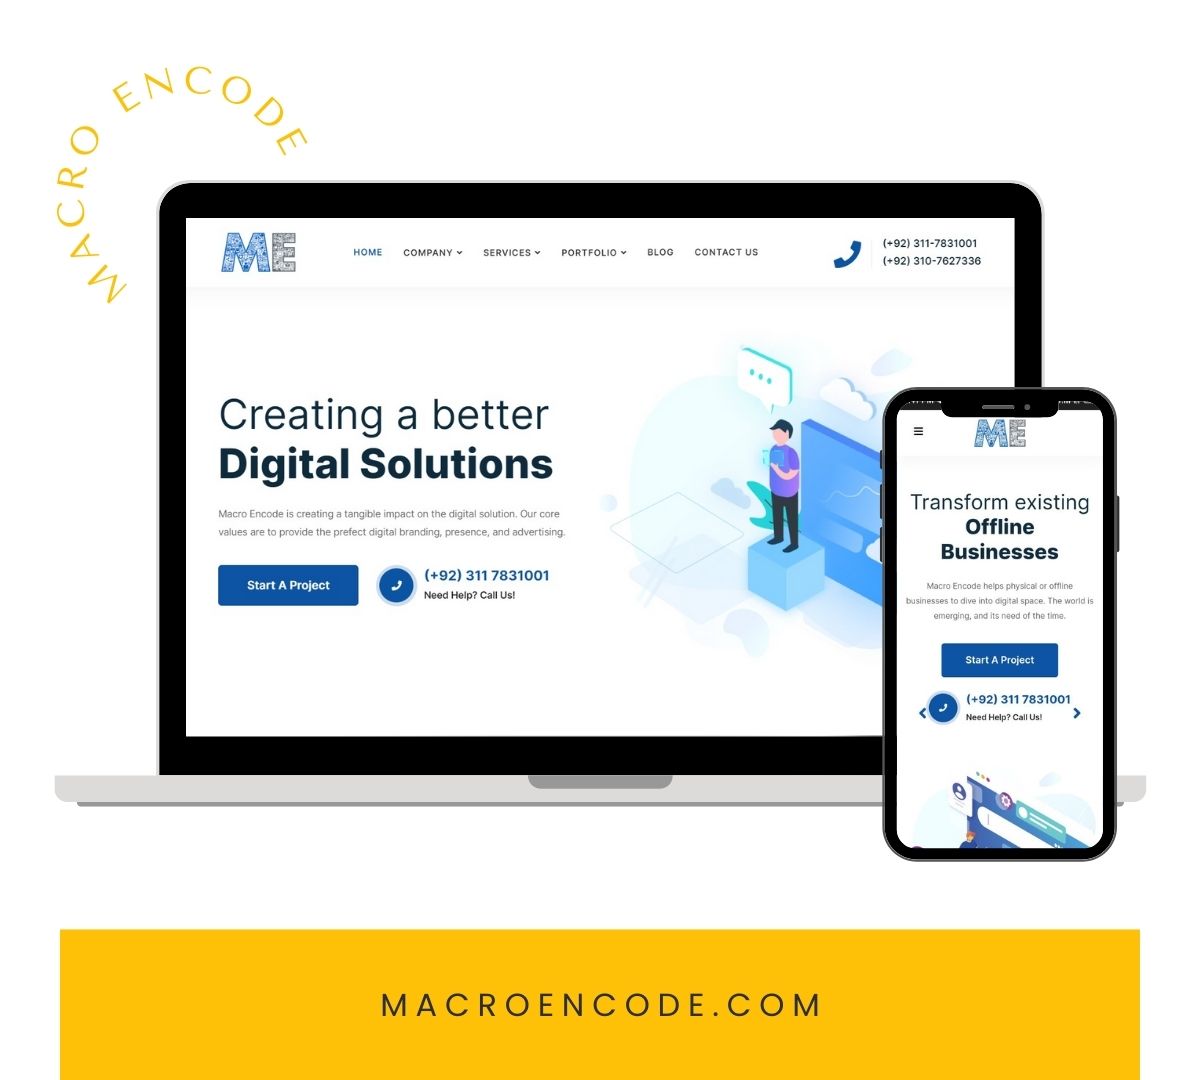 MACRO ENCODE
ME
HOME COMPANY SERVICES PORTFOLIO BLOG CONTACT US
(+92) 311-7831001
(+92) 310-7627336
Creating a better
Digital Solutions
Macro Encode is creating a tangible impact on the digital solution. Our core
values are to provide the prefect digital branding, presence, and advertising.
Start A Project
(+92) 311 7831001
Need Help? Call Us!
ME
Transform existing
Offline
Businesses
Macro Encode helps physical or offline
businesses to dive into digital space. The world is
emerging, and its need of the time.
Start A Project
(+92) 311 7831001
Need Help? Call Us!
MACROENCODE.COM